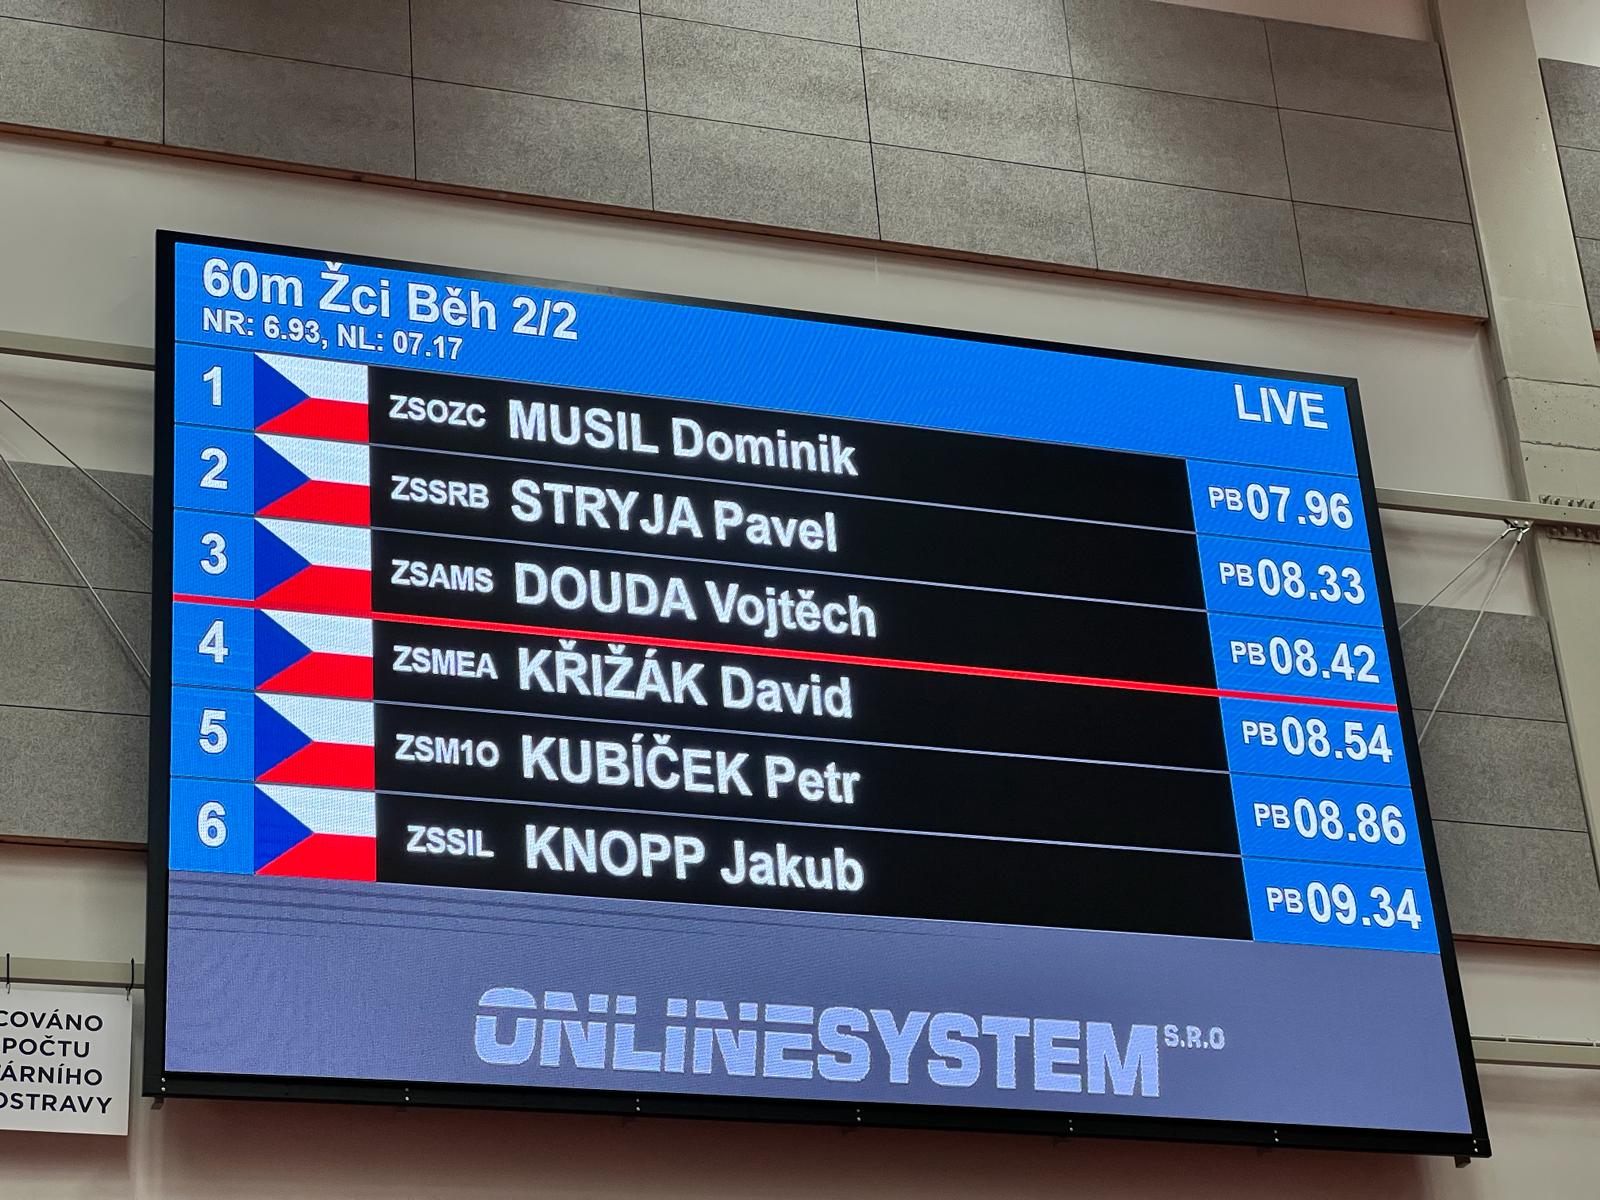 60m Žci Běh 2/2
NR: 6.93, NL: 07.17
LIVE
1 ZSOZC MUSIL Dominik PB 07.96
2 ZSSRB STRYJA Pavel PB 08.33
3 ZSAMS DOUDA Vojtěch PB 08.42
4 ZSMEA KŘIŽÁK David PB 08.54
5 ZSM1O KUBÍČEK Petr PB 08.86
6 ZSSIL KNOPP Jakub PB 09.34
ONLINESYSTEM S.R.O
COVÁNO
POČTU
ÁRNÍHO
OSTRAVY